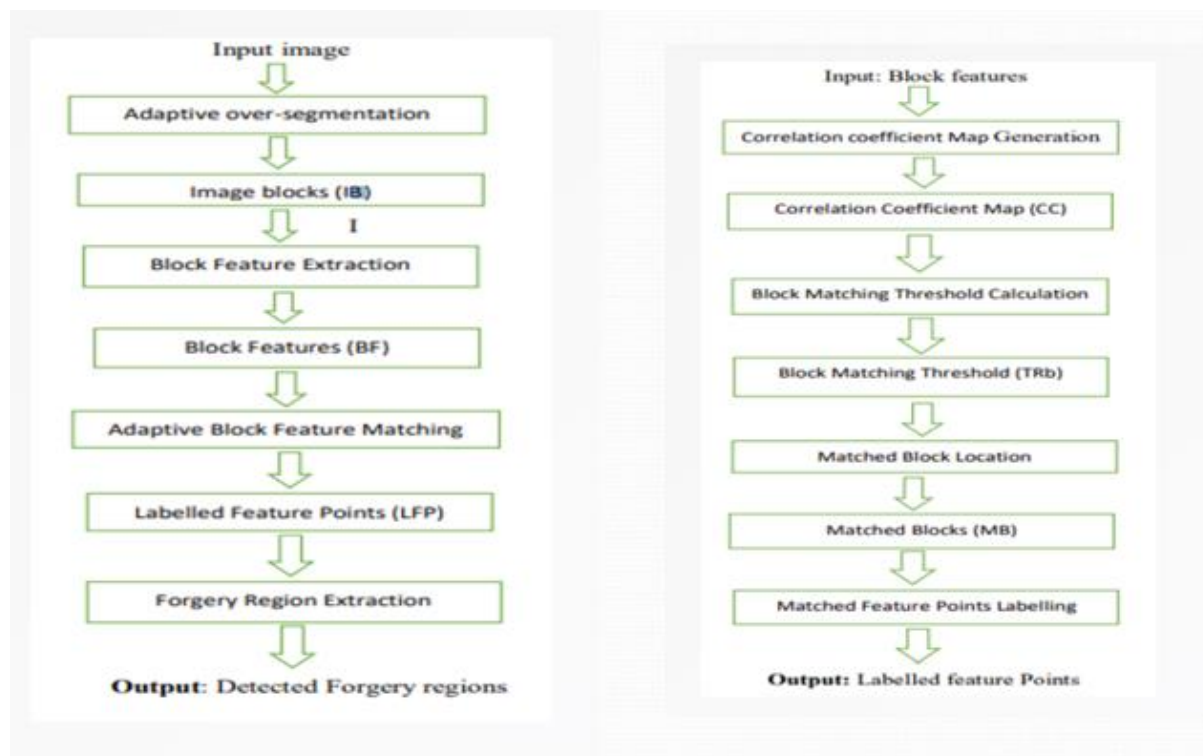 Input image
Adaptive over-segmentation
Image blocks (IB)
I
Block Feature Extraction
Block Features (BF)
Adaptive Block Feature Matching
Labelled Feature Points (LFP)
Forgery Region Extraction
Output: Detected Forgery regions
Input: Block features
Correlation coefficient Map Generation
Correlation Coefficient Map (CC)
Block Matching Threshold Calculation
Block Matching Threshold (TRb)
Matched Block Location
Matched Blocks (MB)
Matched Feature Points Labelling
Output: Labelled feature Points